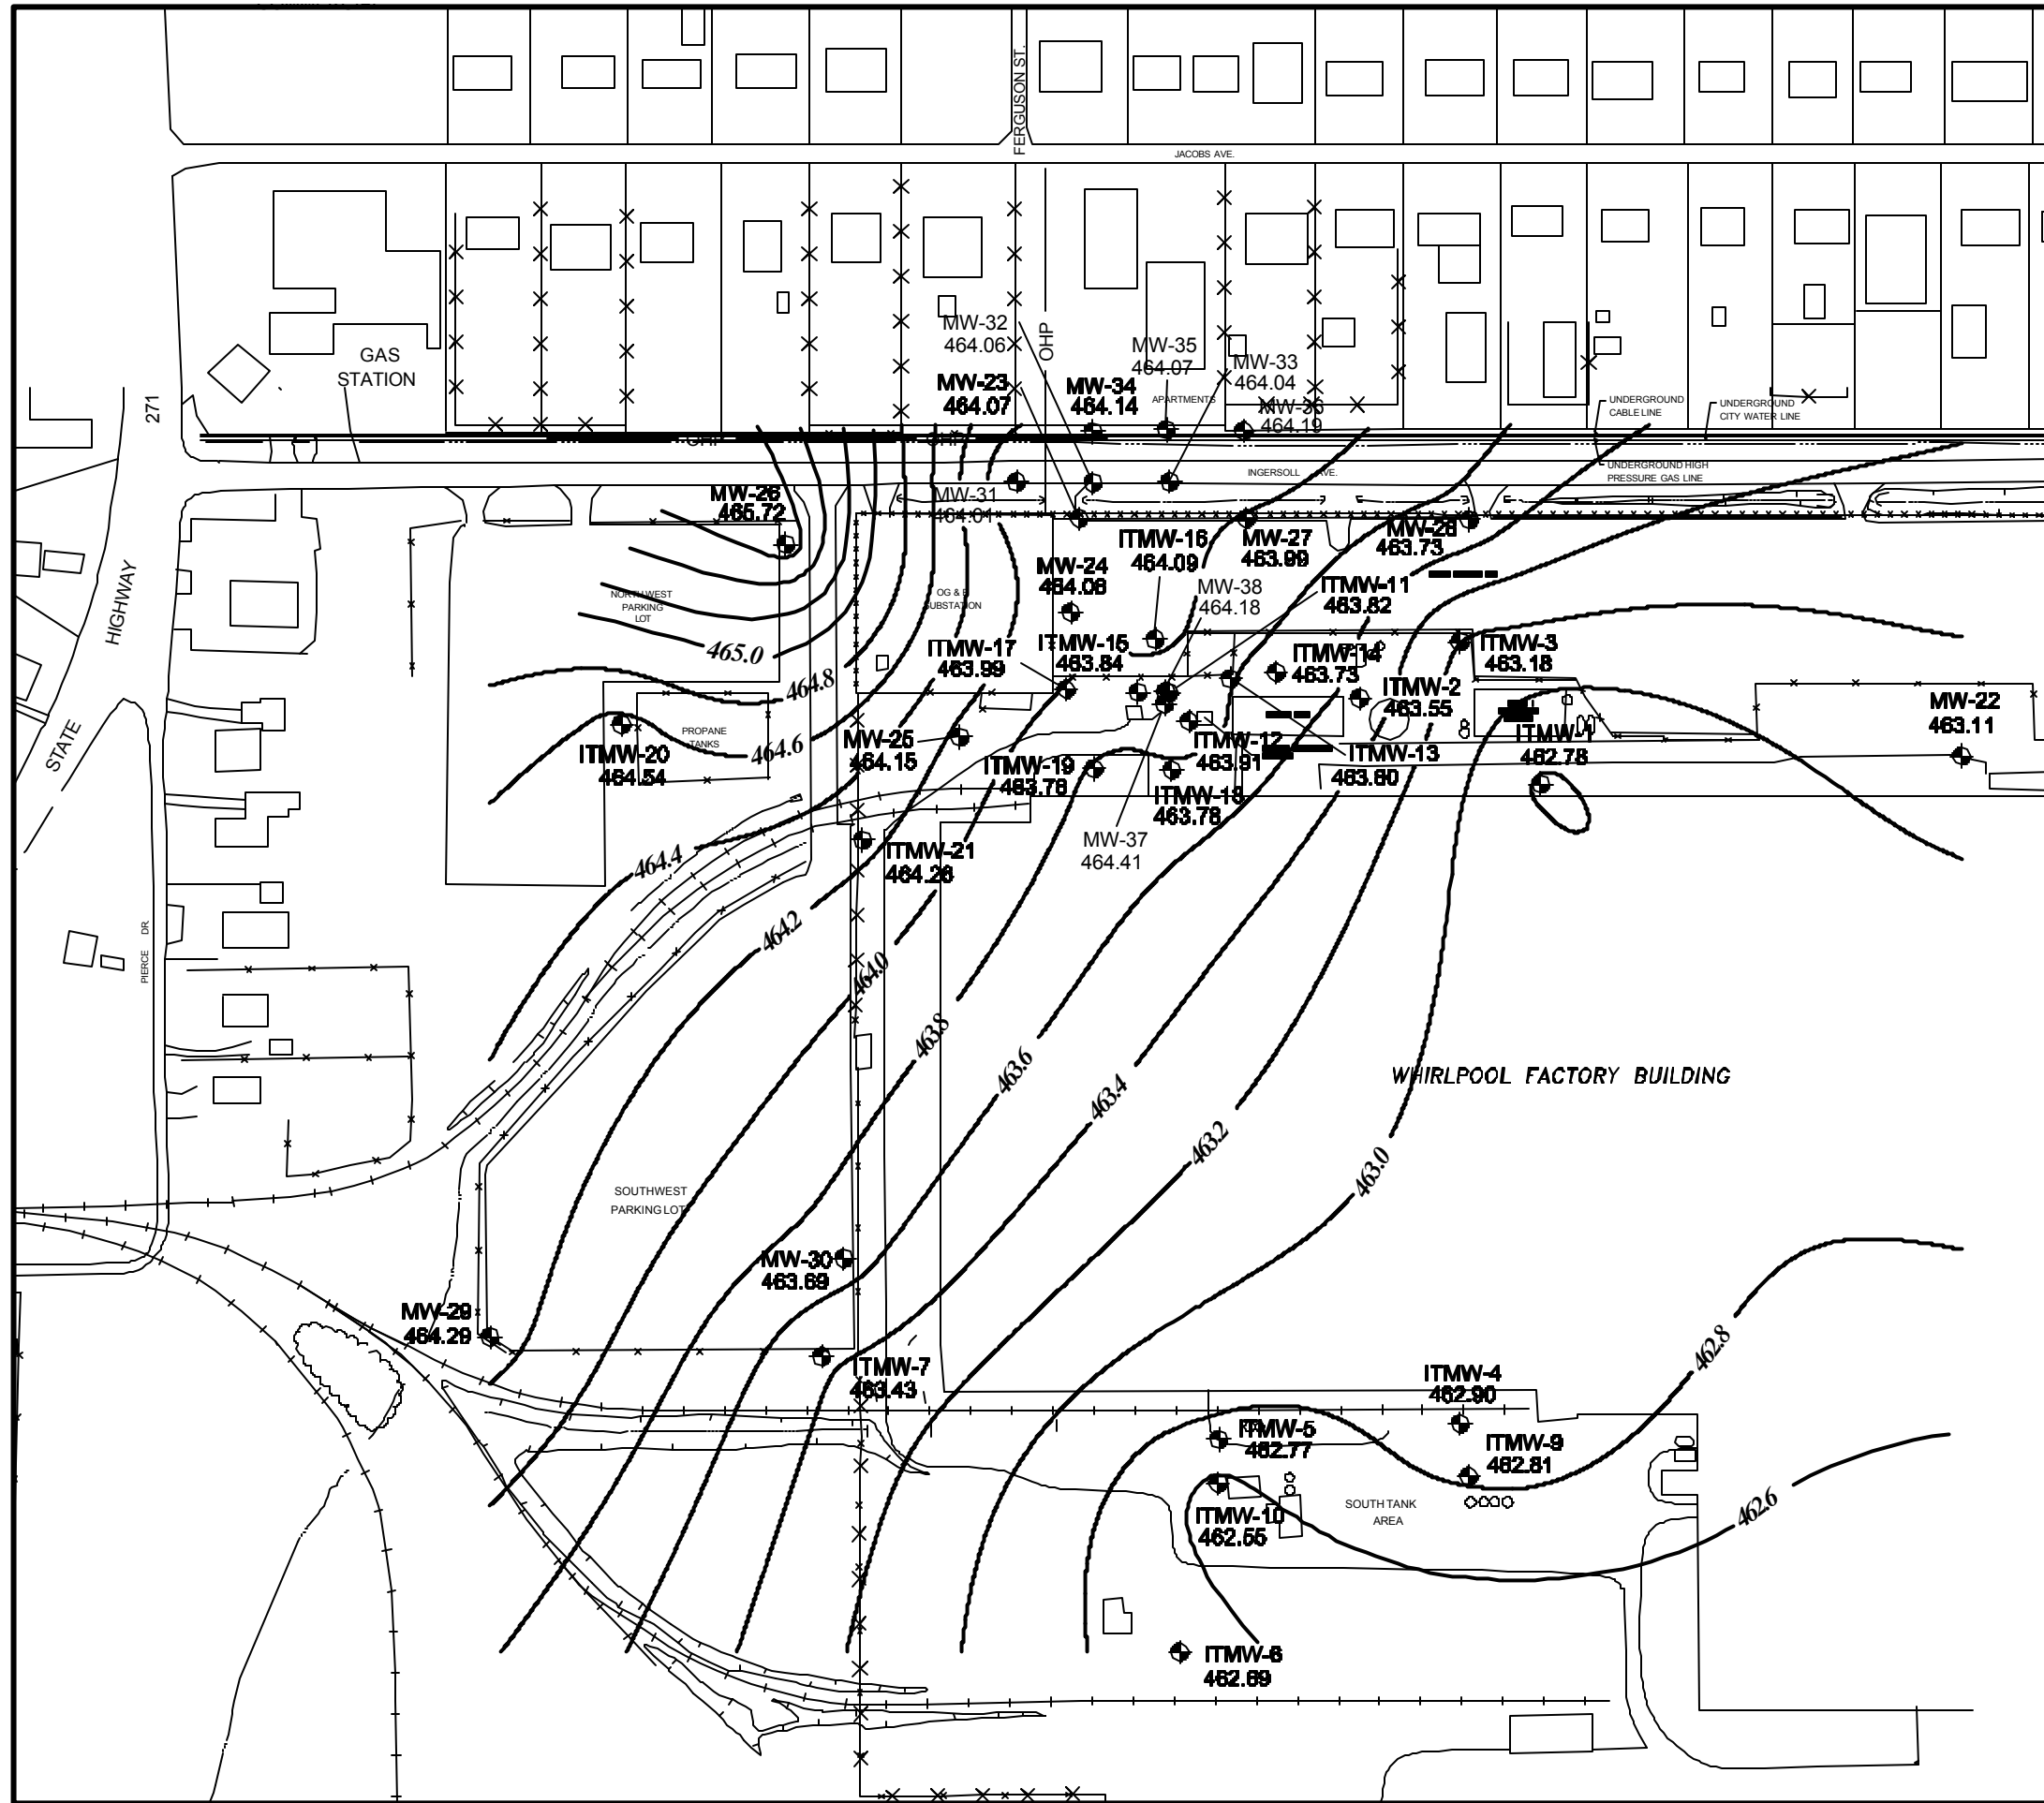 FERGUSON ST.
JACOBS AVE.
GAS
STATION
271
STATE
HIGHWAY
PIERCE DR
OHP
OHP
OHP
MW-32
464.06
MW-35
464.07
MW-33
464.04
MW-23
464.07
MW-34
464.14
APARTMENTS
MW-36
464.19
UNDERGROUND
CABLE LINE
UNDERGROUND
CITY WATER LINE
UNDERGROUND HIGH
PRESSURE GAS LINE
INGERSOLL AVE.
MW-26
465.72
MW-31
464.01
ITMW-16
464.09
MW-27
463.99
MW-28
463.73
MW-24
464.08
MW-38
464.18
ITMW-11
463.82
NORTHWEST
PARKING
LOT
OG & E
SUBSTATION
ITMW-17
463.99
ITMW-15
463.84
ITMW-14
463.73
ITMW-3
463.18
ITMW-2
463.55
MW-22
463.11
465.0
464.8
464.6
464.4
464.2
464.0
463.8
463.6
463.4
463.2
463.0
462.8
462.6
PROPANE
TANKS
ITMW-20
464.54
MW-25
464.15
ITMW-19
463.76
ITMW-12
463.91
ITMW-13
463.60
ITMW-1
462.78
ITMW-18
463.78
MW-37
464.41
ITMW-21
464.26
WHIRLPOOL FACTORY BUILDING
SOUTHWEST
PARKING LOT
MW-30
463.69
MW-29
464.29
ITMW-7
463.43
ITMW-4
462.90
ITMW-5
462.77
ITMW-9
462.81
ITMW-10
462.55
SOUTH TANK
AREA
ITMW-6
462.69